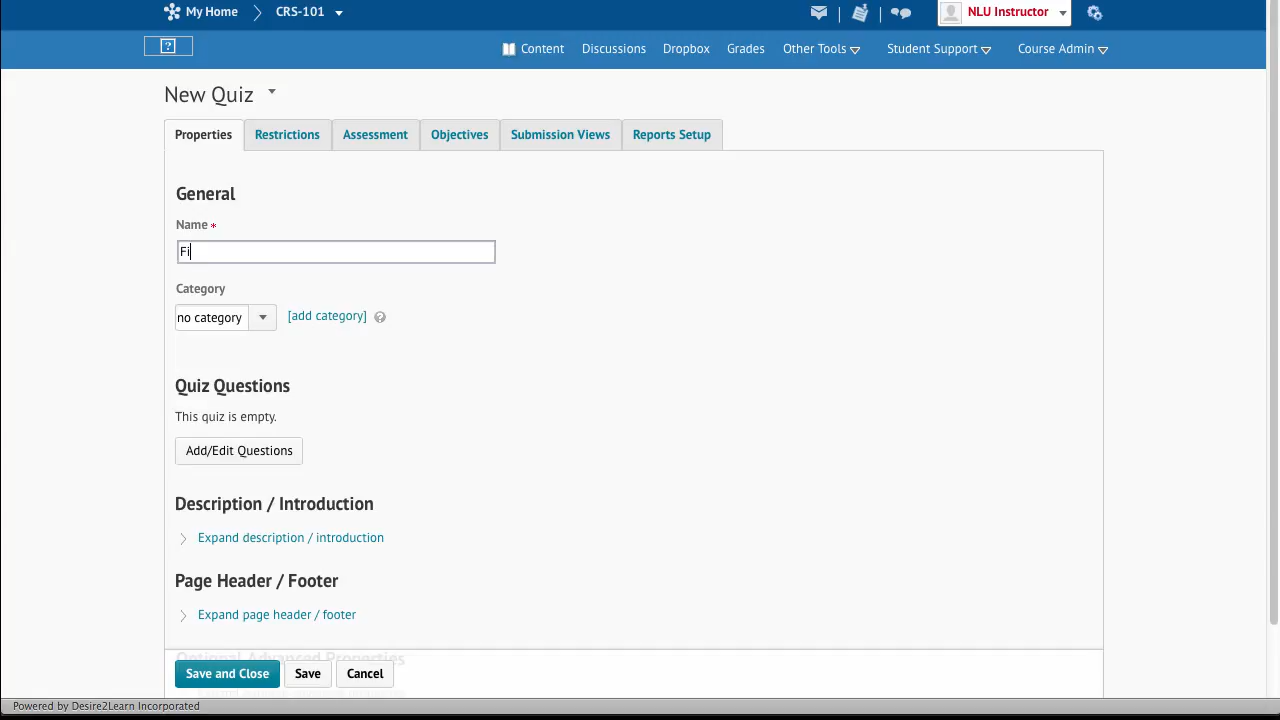 My Home CRS-101 NLU Instructor
? Content Discussions Dropbox Grades Other Tools Student Support Course Admin
New Quiz
Properties Restrictions Assessment Objectives Submission Views Reports Setup
General
Name *
Fi
Category
no category [add category] ?
Quiz Questions
This quiz is empty.
Add/Edit Questions
Description / Introduction
Expand description / introduction
Page Header / Footer
Expand page header / footer
Optional Advanced Properties
Save and Close Save Cancel
Powered by Desire2Learn Incorporated